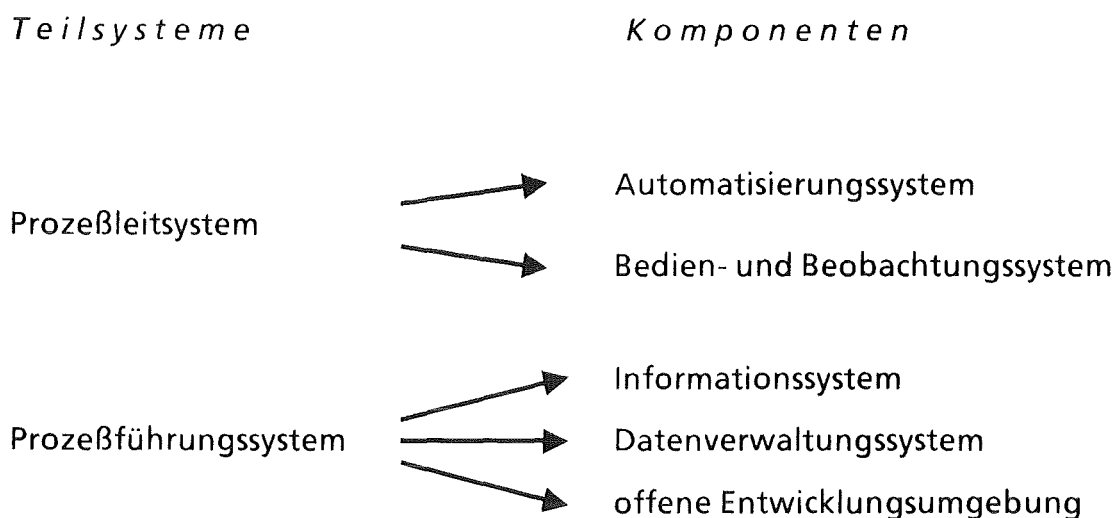 Teilsysteme Komponenten
Automatisierungssystem
Prozeßleitsystem
Bedien- und Beobachtungssystem
Informationssystem
Prozeßführungssystem Datenverwaltungssystem
offene Entwicklungsumgebung